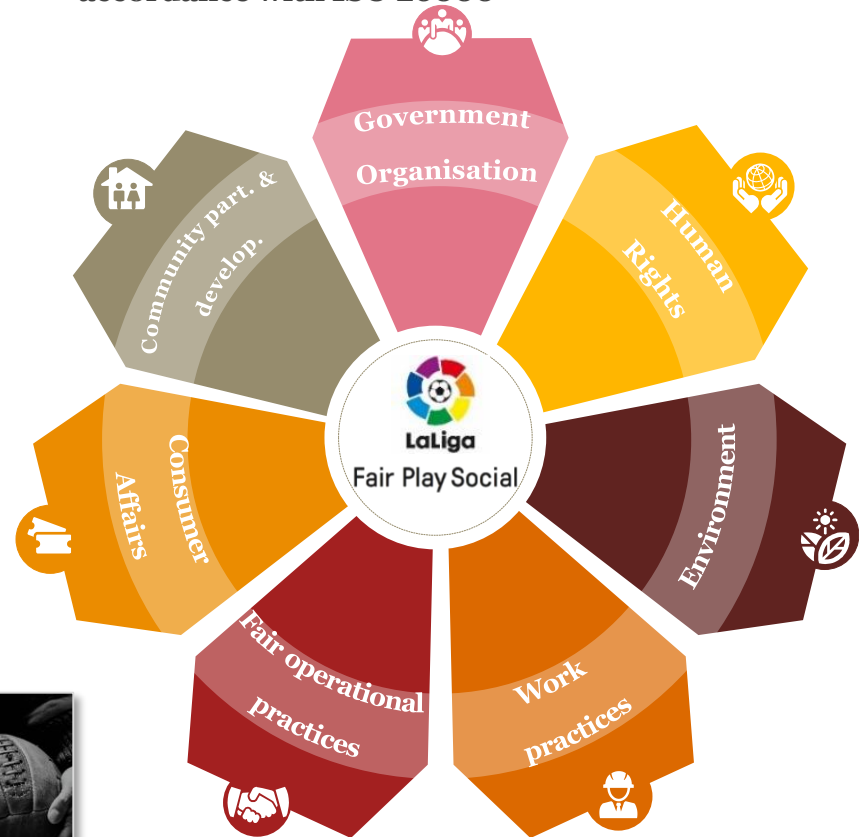 Government
Organisation
Human
Rights
Environment
Work
practices
Fair operational
practices
Consumer
Affairs
Community part. &
develop.
LaLiga
Fair Play Social